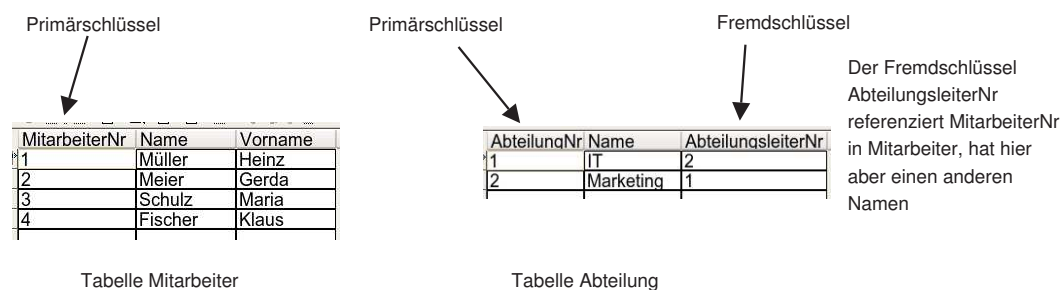 Primärschlüssel
Primärschlüssel
Fremdschlüssel
MitarbeiterNr Name Vorname
1 Müller Heinz
2 Meier Gerda
3 Schulz Maria
4 Fischer Klaus
AbteilungNr Name AbteilungsleiterNr
1 IT 2
2 Marketing 1
Der Fremdschlüssel
AbteilungsleiterNr
referenziert MitarbeiterNr
in Mitarbeiter, hat hier
aber einen anderen
Namen
Tabelle Mitarbeiter
Tabelle Abteilung